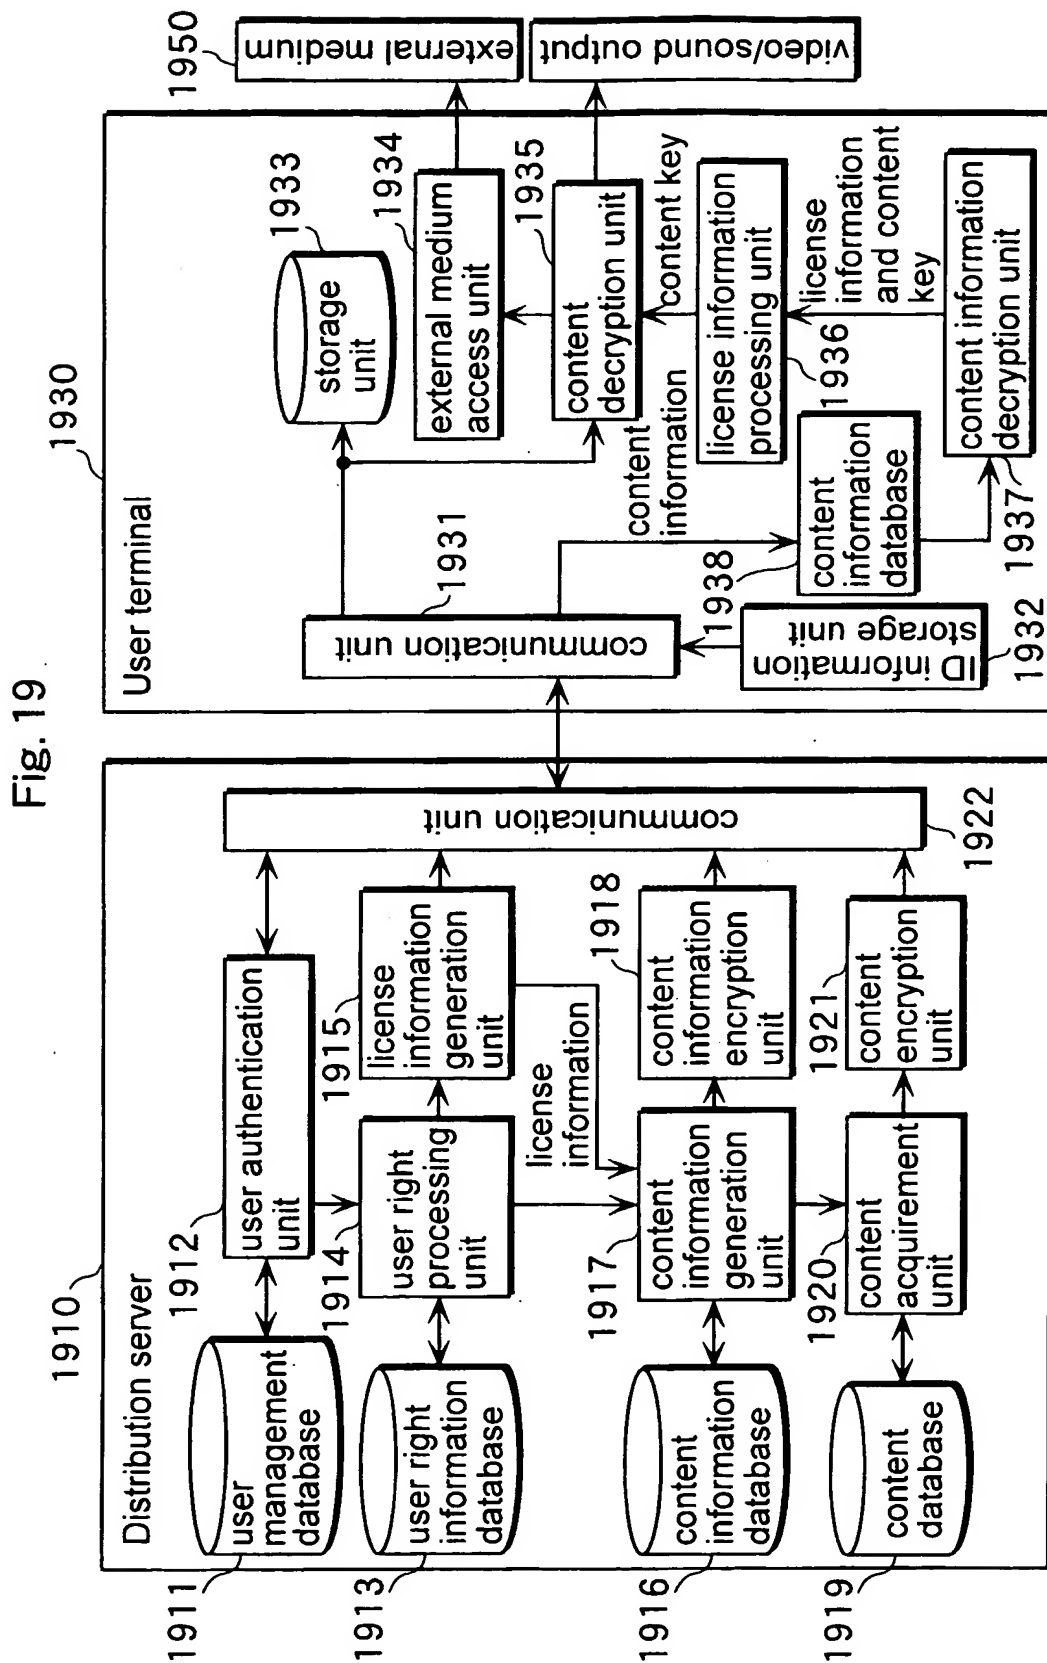 Fig. 19
1910
Distribution server
1911
user
management
database
1912
user authentication
unit
1913
user right
information
database
1914
user right
processing
unit
1915
license
information
generation
unit
license
information
1916
content
information
database
1917
content
information
generation
unit
1918
content
information
encryption
unit
1919
content
database
1920
content
acquirement
unit
1921
content
encryption
unit
communication unit
1922
1930
User terminal
communication unit
1931
ID information
storage unit
1932
storage
unit
1933
external medium
access unit
1934
content
decryption unit
1935
content key
license information
processing unit
1936
license
information
and content
key
content
information
content information
decryption unit
1937
content
information
database
1938
external medium
1950
video/sound output